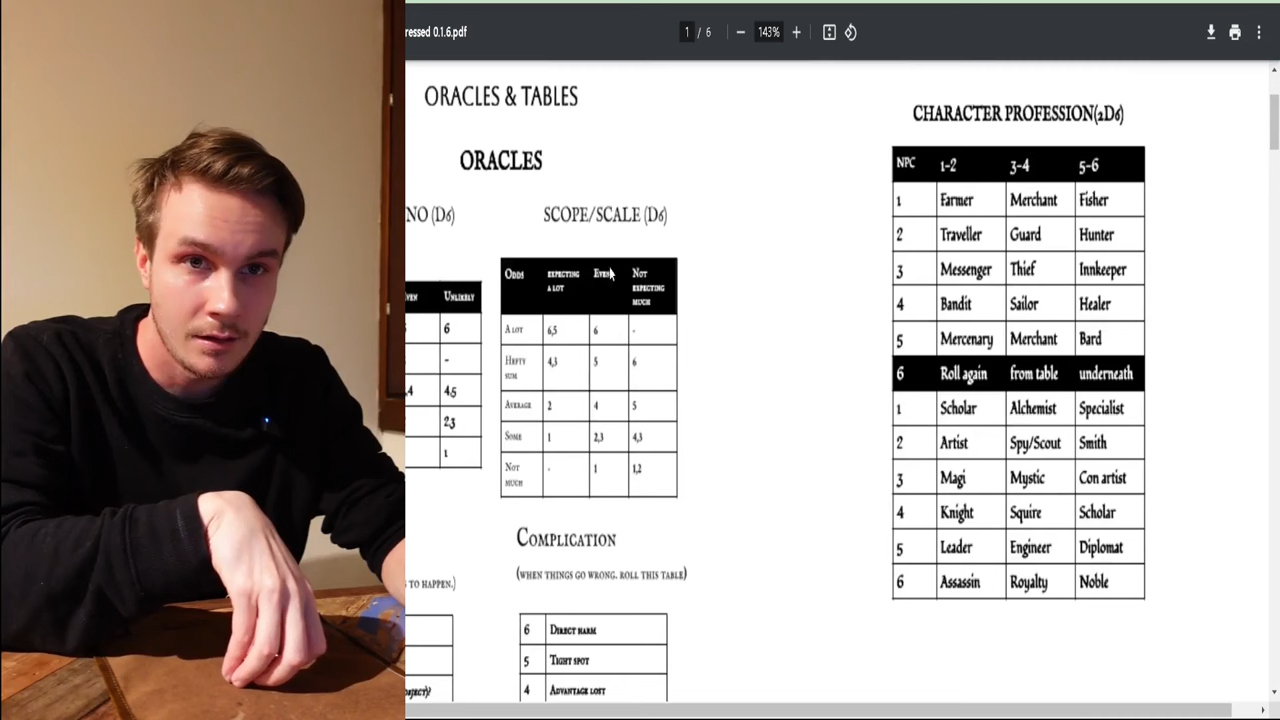 ressed 0.1.6.pdf
1 / 6
143%
ORACLES & TABLES
ORACLES
NO (D6)
UNLIKELY
6
-
4,5
2,3
1
SCOPE/SCALE (D6)
ODDS EXPECTING A LOT EVEN NOT EXPECTING MUCH
A LOT 6,5 6 -
HEFTY SUM 4,3 5 6
AVERAGE 2 4 5
SOME 1 2,3 4,3
NOT MUCH - 1 1,2
TO HAPPEN.)
COMPLICATION
(WHEN THINGS GO WRONG. ROLL THIS TABLE)
6 DIRECT HARM
5 TIGHT SPOT
4 ADVANTAGE LOST
CHARACTER PROFESSION(2D6)
NPC 1-2 3-4 5-6
1 Farmer Merchant Fisher
2 Traveller Guard Hunter
3 Messenger Thief Innkeeper
4 Bandit Sailor Healer
5 Mercenary Merchant Bard
6 Roll again from table underneath
1 Scholar Alchemist Specialist
2 Artist Spy/Scout Smith
3 Magi Mystic Con artist
4 Knight Squire Scholar
5 Leader Engineer Diplomat
6 Assassin Royalty Noble